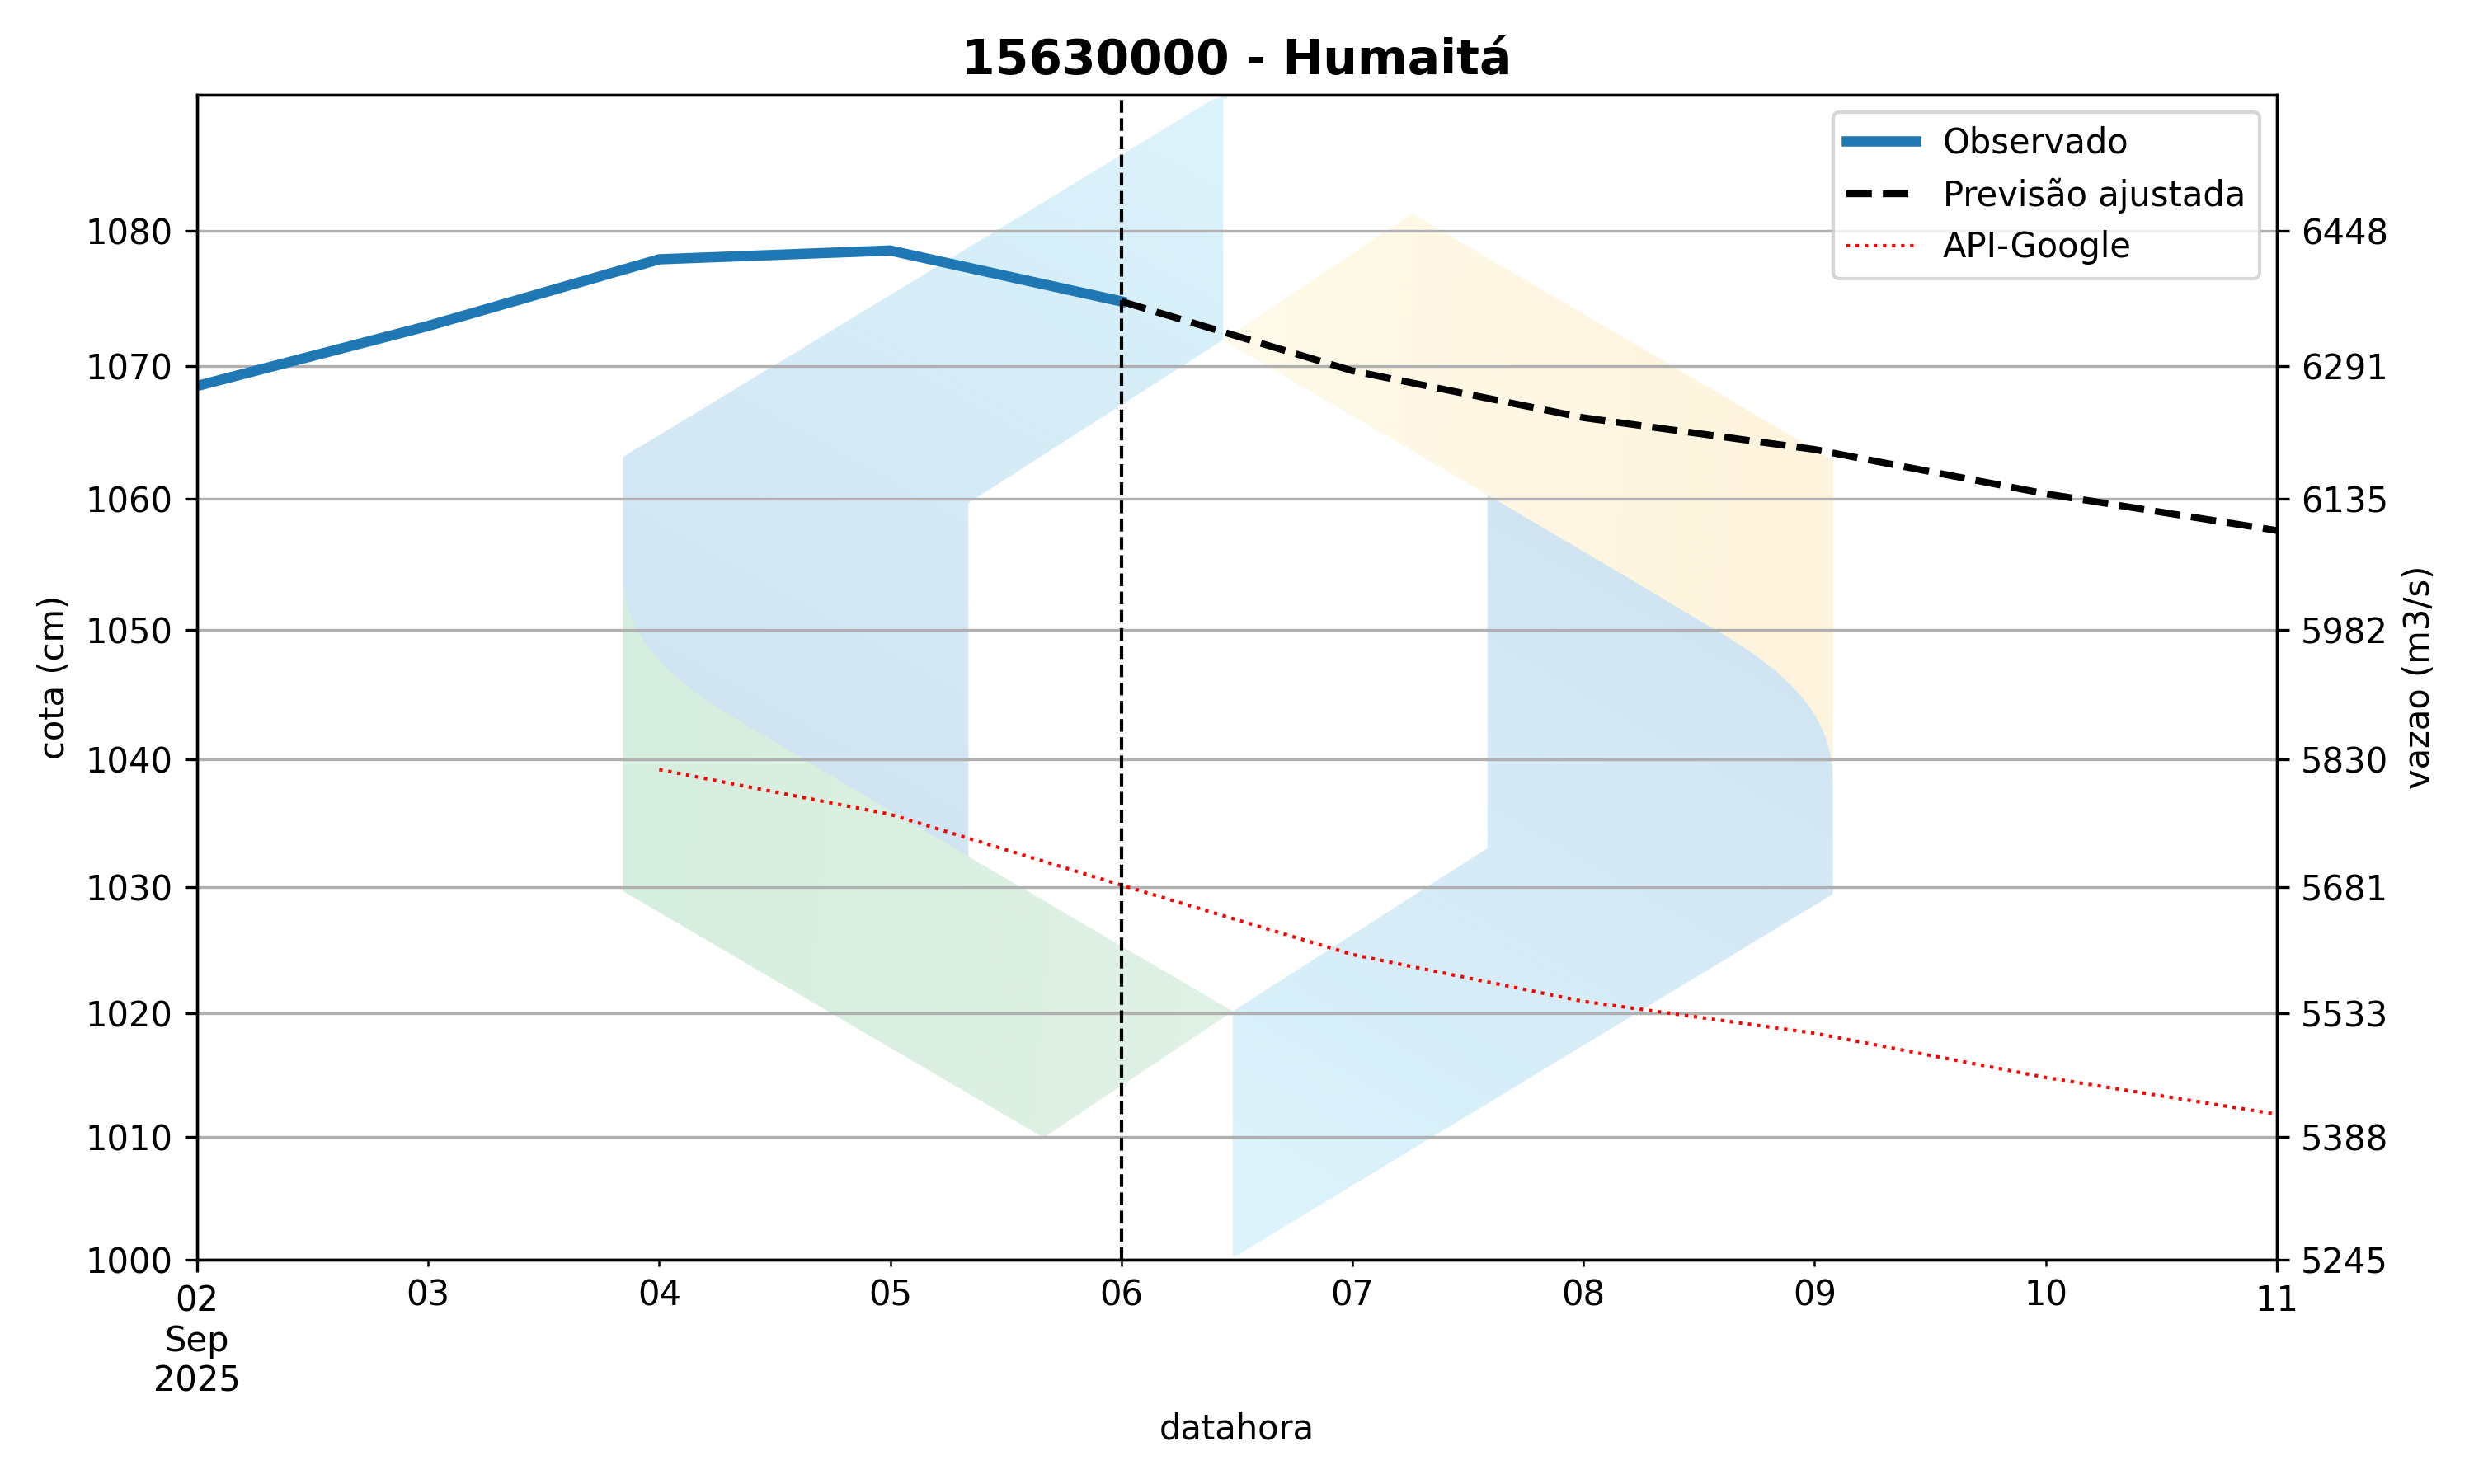 15630000 - Humaitá
Observado
Previsão ajustada
API-Google
1080
1070
1060
1050
1040
1030
1020
1010
1000
cota (cm)
6448
6291
6135
5982
5830
5681
5533
5388
5245
vazao (m3/s)
02 03 04 05 06 07 08 09 10 11
Sep
2025
datahora